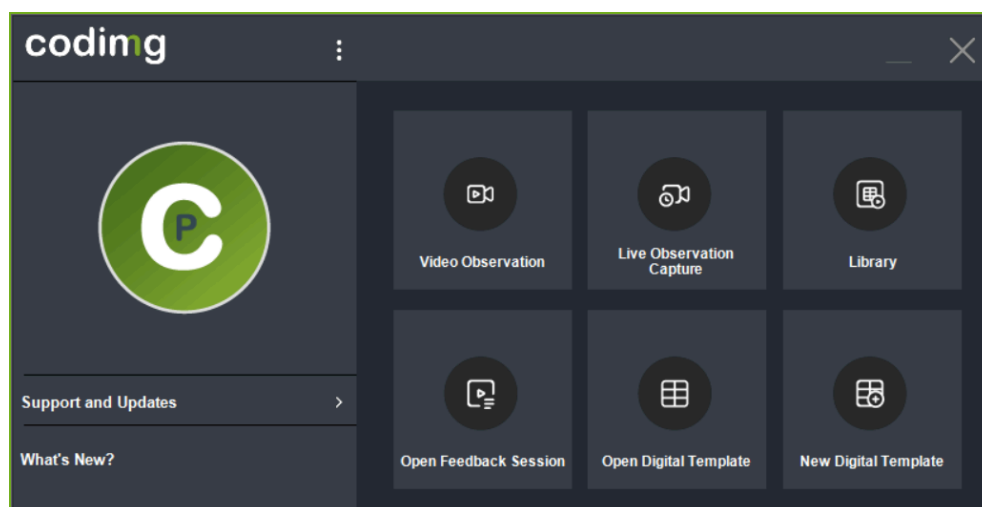 codimg
CP
Video Observation
Live Observation
Capture
Library
Support and Updates
What's New?
Open Feedback Session
Open Digital Template
New Digital Template